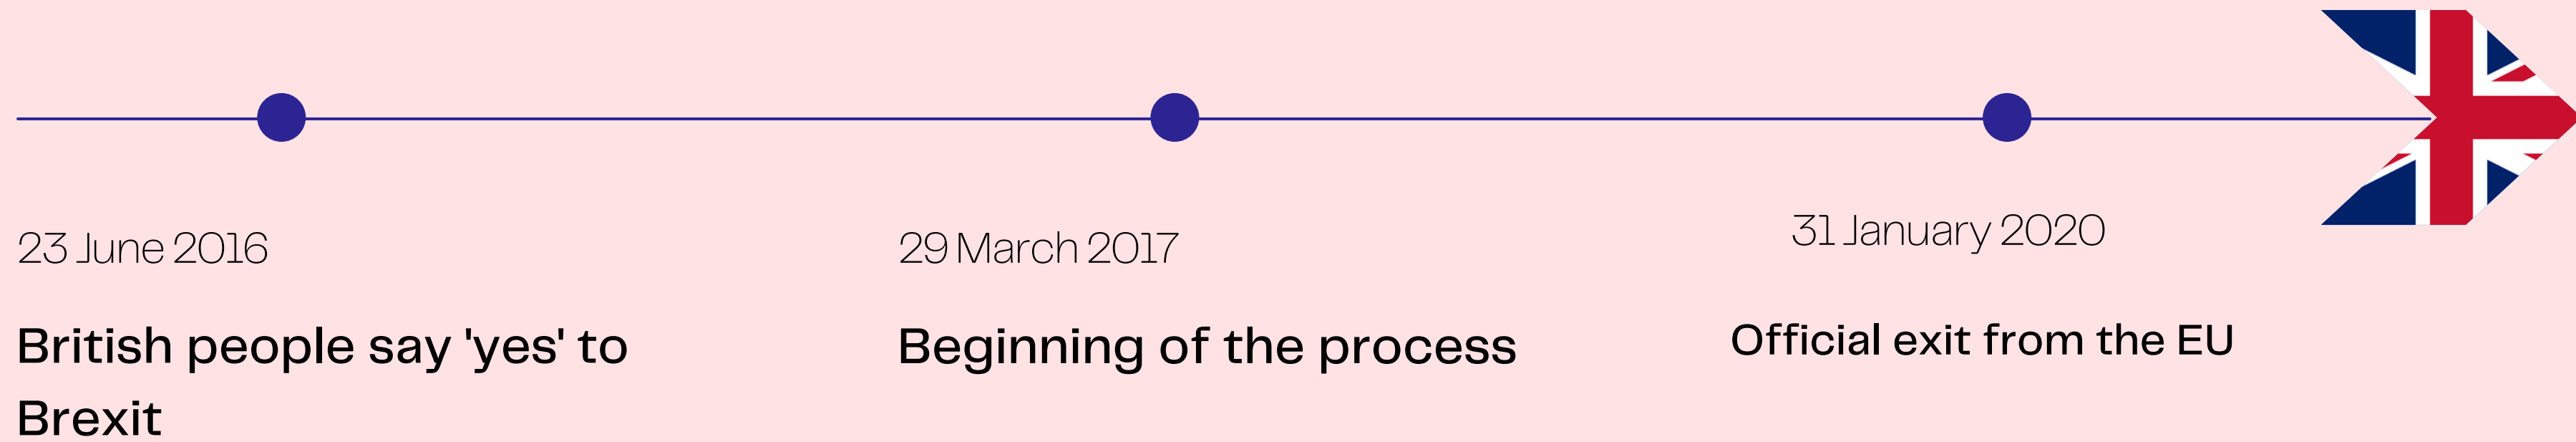 23 June 2016
British people say 'yes' to
Brexit
29 March 2017
Beginning of the process
31 January 2020
Official exit from the EU